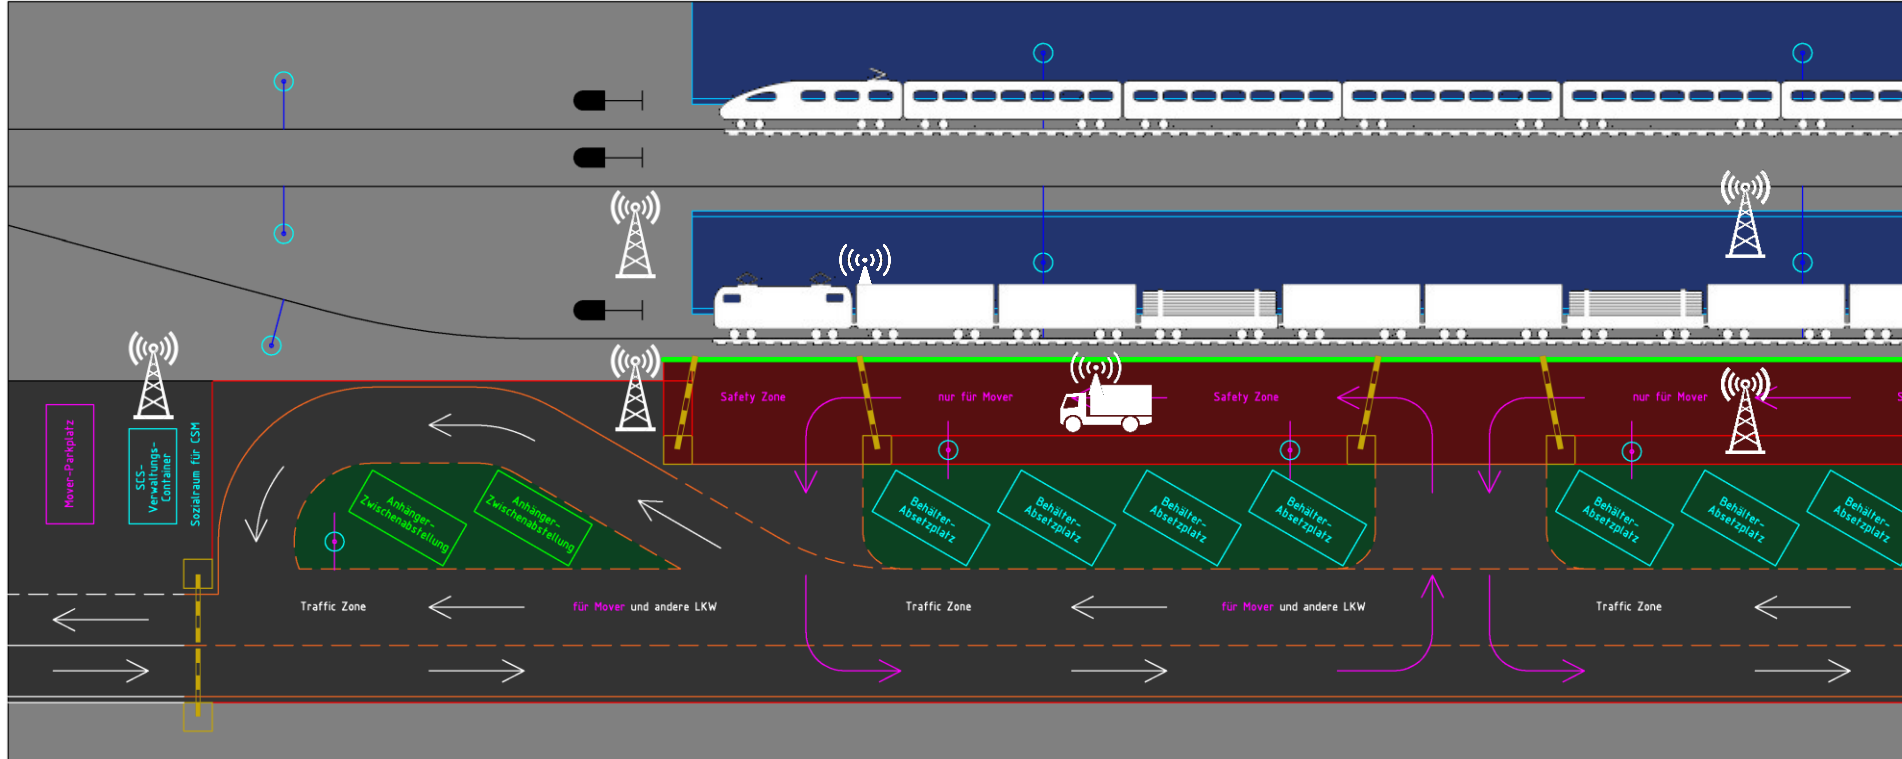 Safety Zone
nur für Mover
Safety Zone
nur für Mover
S
Mover-Parkplatz
SCS-
Verwaltungs-
Container
Sozialraum für CSM
Anhänger-
Zwischenabstellung
Anhänger-
Zwischenabstellung
Behälter-
Absetzplatz
Behälter-
Absetzplatz
Behälter-
Absetzplatz
Behälter-
Absetzplatz
Behälter-
Absetzplatz
Behälter-
Absetzplatz
Behälter-
Absetzplatz
Traffic Zone
für Mover und andere LKW
Traffic Zone
für Mover und andere LKW
Traffic Zone